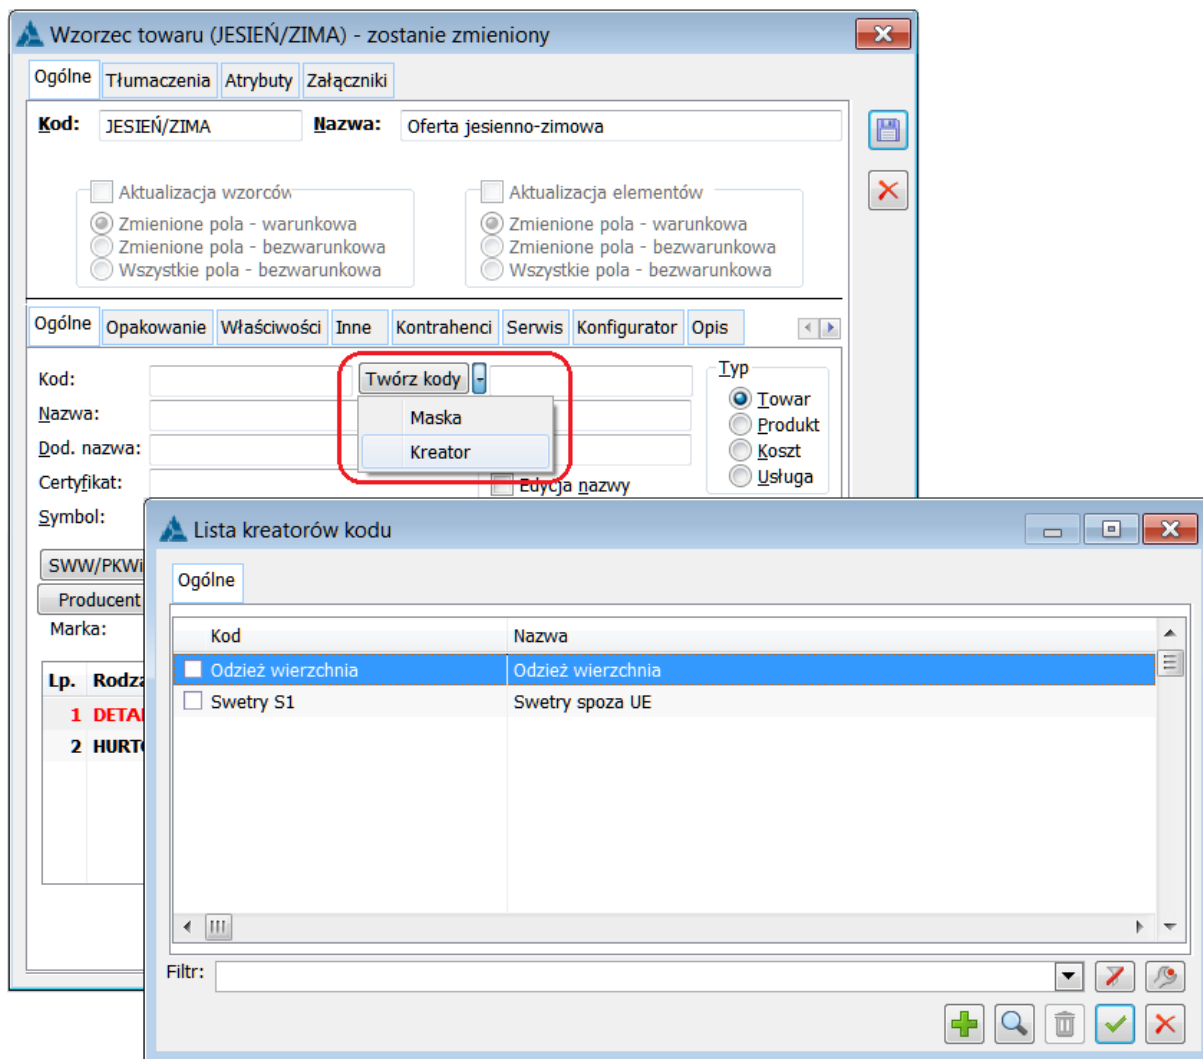 Wzorzec towaru (JESIEŃ/ZIMA) - zostanie zmieniony
Ogólne Tłumaczenia Atrybuty Załączniki
Kod: JESIEŃ/ZIMA Nazwa: Oferta jesienno-zimowa
Aktualizacja wzorców Aktualizacja elementów
Zmienione pola - warunkowa Zmienione pola - warunkowa
Zmienione pola - bezwarunkowa Zmienione pola - bezwarunkowa
Wszystkie pola - bezwarunkowa Wszystkie pola - bezwarunkowa
Ogólne Opakowanie Właściwości Inne Kontrahenci Serwis Konfigurator Opis
Kod: Twórz kody Typ
Towar
Nazwa: Maska Produkt
Dod. nazwa: Kreator Koszt
Certyfikat: Edycja nazwy Usługa
Symbol:
Lista kreatorów kodu
SWW/PKWi
Ogólne
Producent
Marka:
Kod Nazwa
Odzież wierzchnia Odzież wierzchnia
Lp. Rodza
Swetry S1 Swetry spoza UE
1 DETA
2 HURT
Filtr: